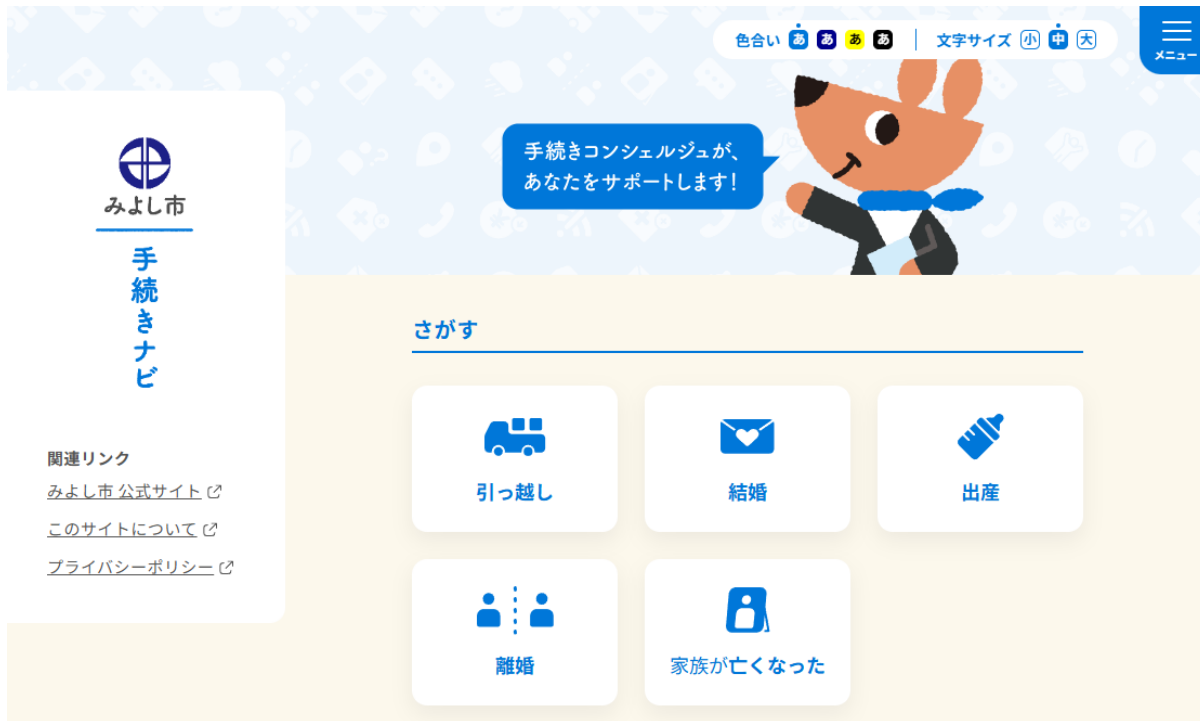 色合い ああああ 文字サイズ 小 中 大
メニュー
手続きコンシェルジュが、
あなたをサポートします!
みよし市
手続きナビ
関連リンク
みよし市 公式サイト
このサイトについて
プライバシーポリシー
さがす
引っ越し
結婚
出産
離婚
家族が亡くなった